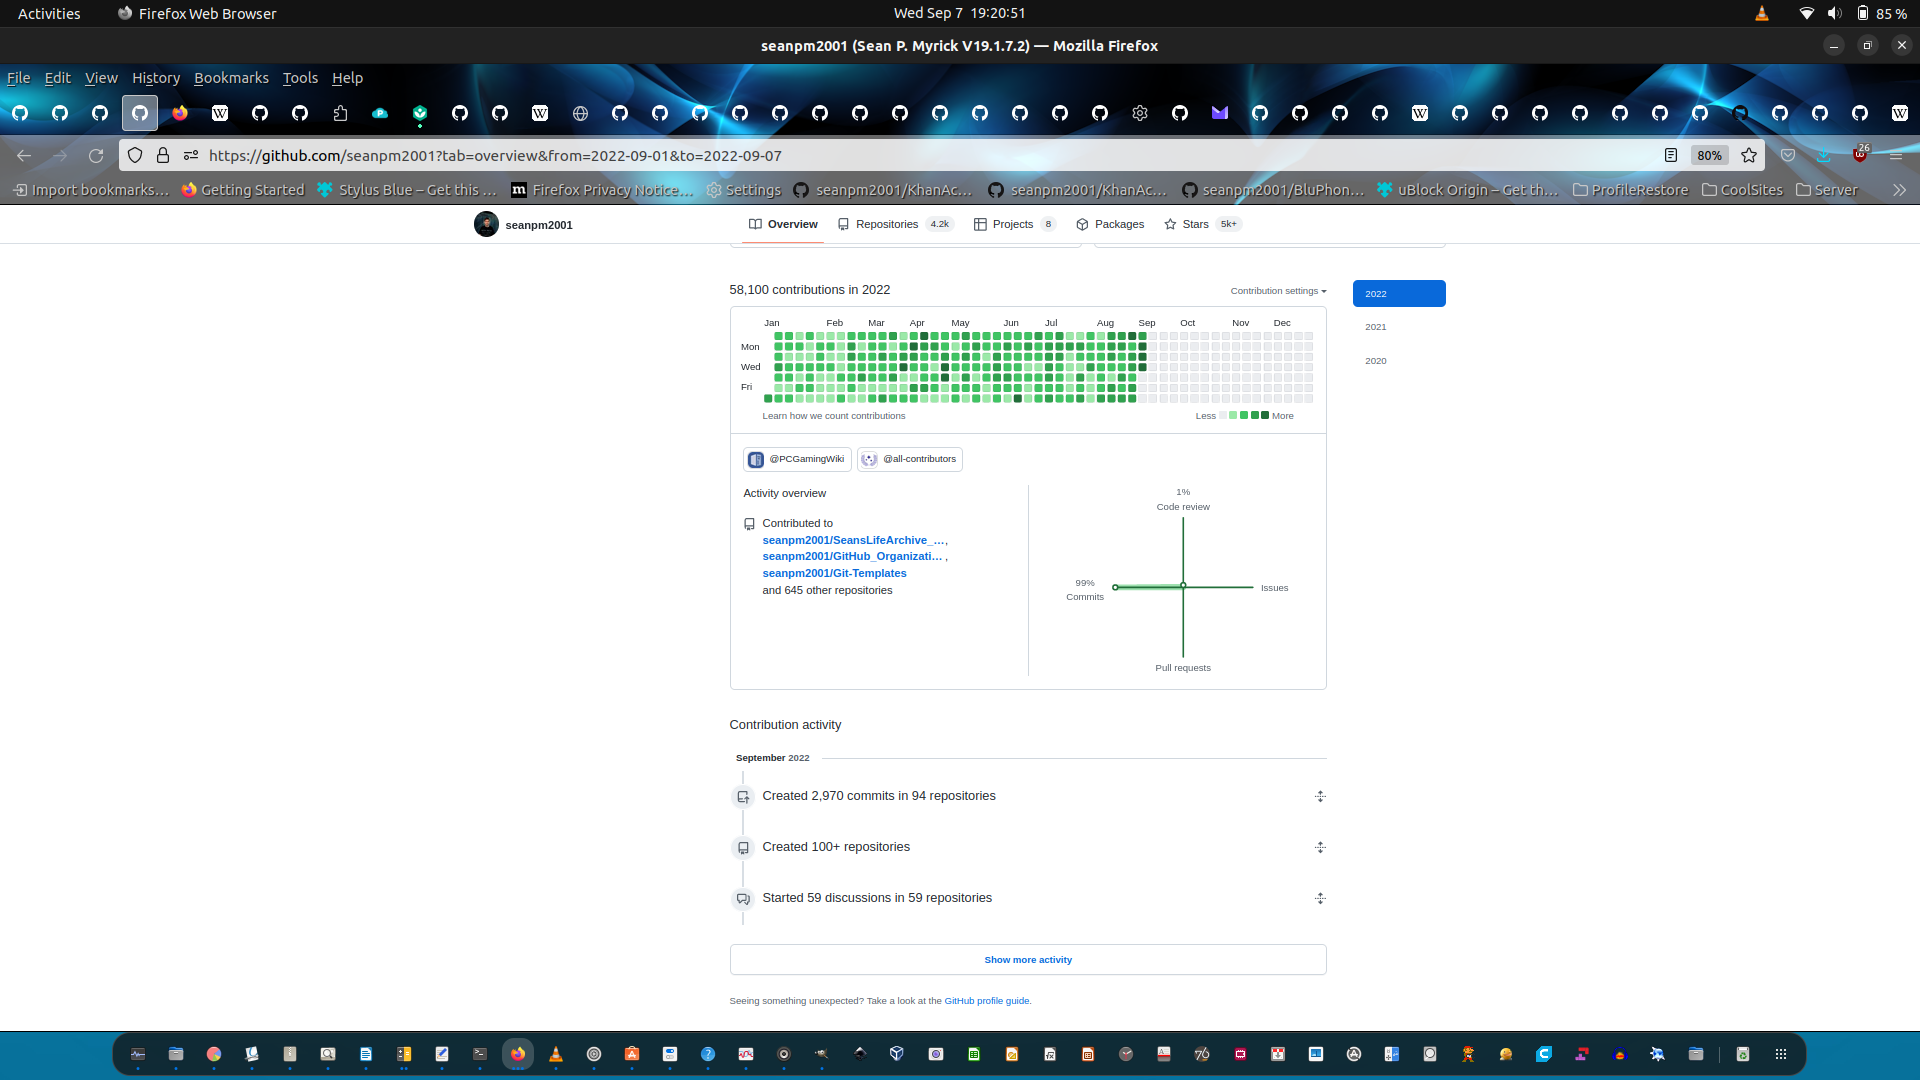 Activities
Firefox Web Browser
Wed Sep 7 19:20:51
85 %
seanpm2001 (Sean P. Myrick V19.1.7.2) — Mozilla Firefox
File Edit View History Bookmarks Tools Help
https://github.com/seanpm2001?tab=overview&from=2022-09-01&to=2022-09-07
80%
26
Import bookmarks…
Getting Started
Stylus Blue – Get this …
Firefox Privacy Notice…
Settings
seanpm2001/KhanAc…
seanpm2001/KhanAc…
seanpm2001/BluPhon…
uBlock Origin – Get th…
ProfileRestore
CoolSites
Server
seanpm2001
Overview
Repositories 4.2k
Projects 8
Packages
Stars 5k+
58,100 contributions in 2022
Contribution settings
2022
2021
2020
Jan Feb Mar Apr May Jun Jul Aug Sep Oct Nov Dec
Mon
Wed
Fri
Learn how we count contributions
Less
More
@PCGamingWiki
@all-contributors
Activity overview
Contributed to
seanpm2001/SeansLifeArchive_…,
seanpm2001/GitHub_Organizati… ,
seanpm2001/Git-Templates
and 645 other repositories
1%
Code review
99%
Commits
Issues
Pull requests
Contribution activity
September 2022
Created 2,970 commits in 94 repositories
Created 100+ repositories
Started 59 discussions in 59 repositories
Show more activity
Seeing something unexpected? Take a look at the GitHub profile guide.
76